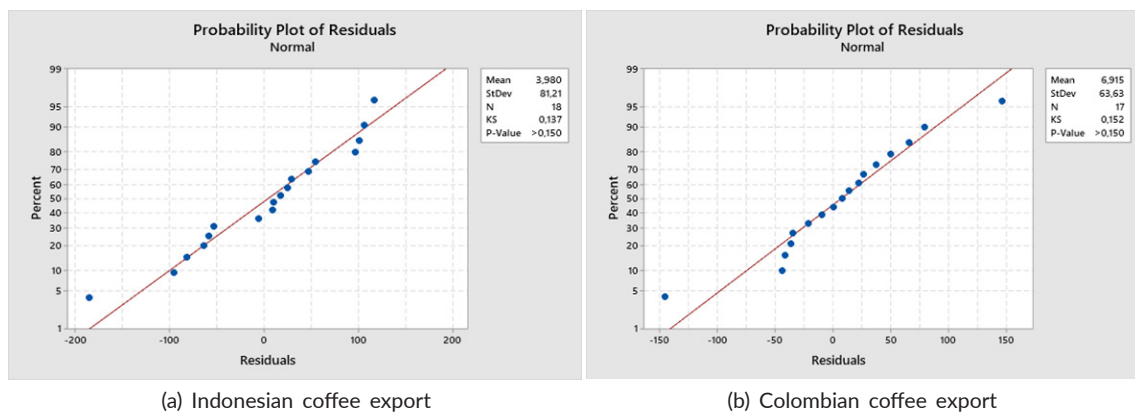 Probability Plot of Residuals
Normal
Percent
99
95
90
80
70
60
50
40
30
20
10
5
1
-200 -100 0 100 200
Residuals
Mean 3,980
StDev 81,21
N 18
KS 0,137
P-Value >0,150
(a) Indonesian coffee export
Probability Plot of Residuals
Normal
Percent
99
95
90
80
70
60
50
40
30
20
10
5
1
-150 -100 -50 0 50 100 150
Residuals
Mean 6,915
StDev 63,63
N 17
KS 0,152
P-Value >0,150
(b) Colombian coffee export